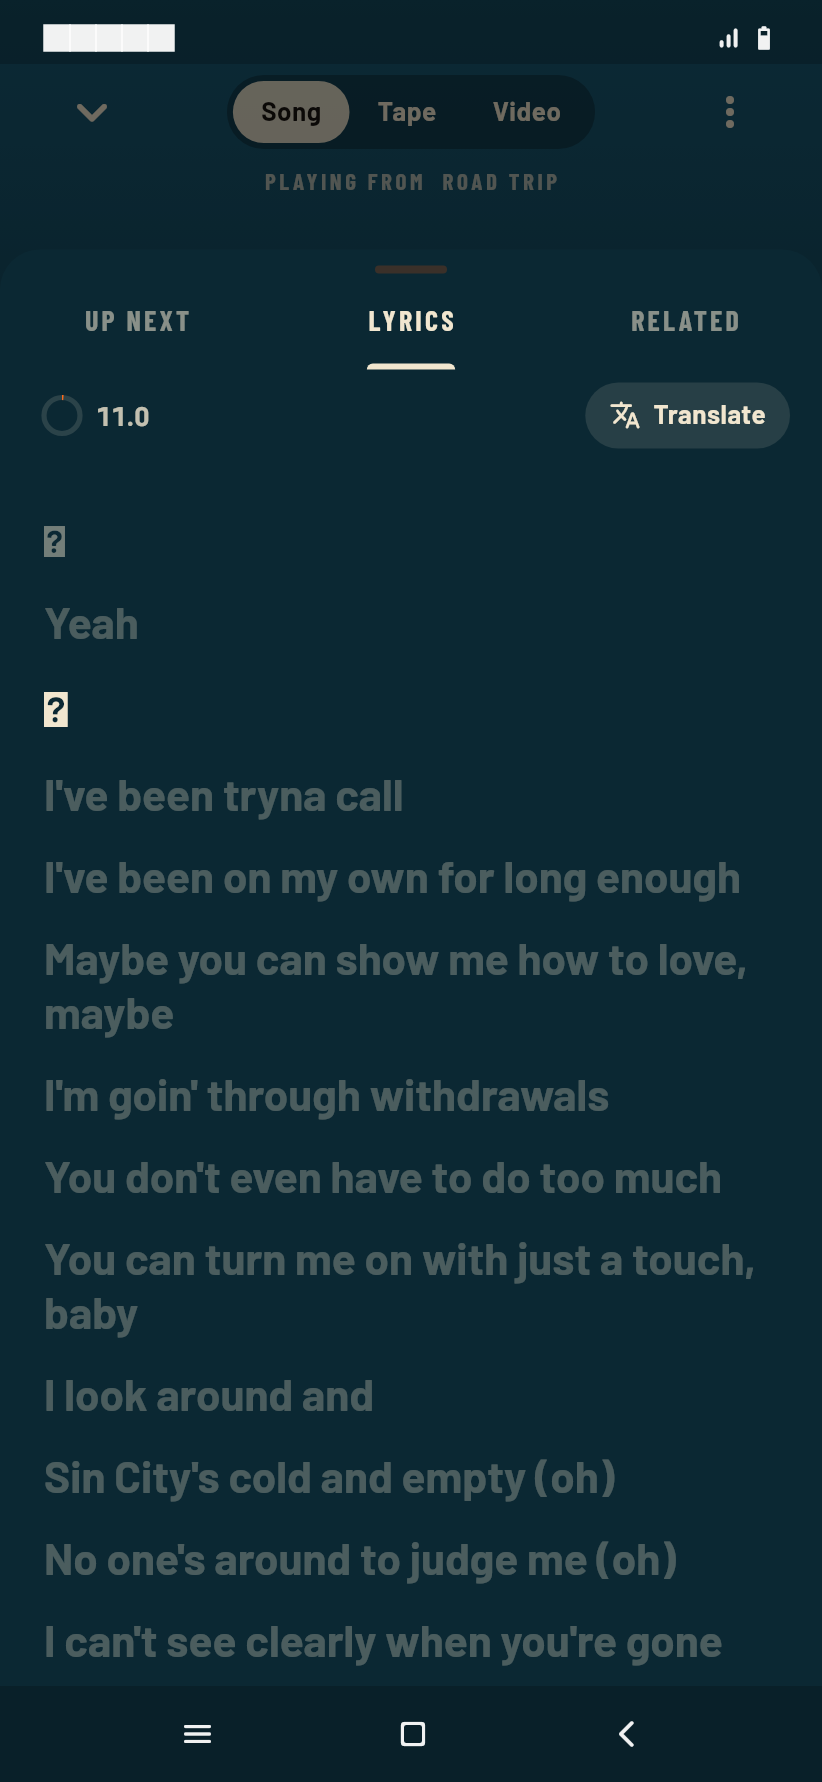 Song Tape Video
PLAYING FROM ROAD TRIP
UP NEXT LYRICS RELATED
11.0 Translate
?
Yeah
?
I've been tryna call
I've been on my own for long enough
Maybe you can show me how to love,
maybe
I'm goin' through withdrawals
You don't even have to do too much
You can turn me on with just a touch,
baby
I look around and
Sin City's cold and empty (oh)
No one's around to judge me (oh)
I can't see clearly when you're gone